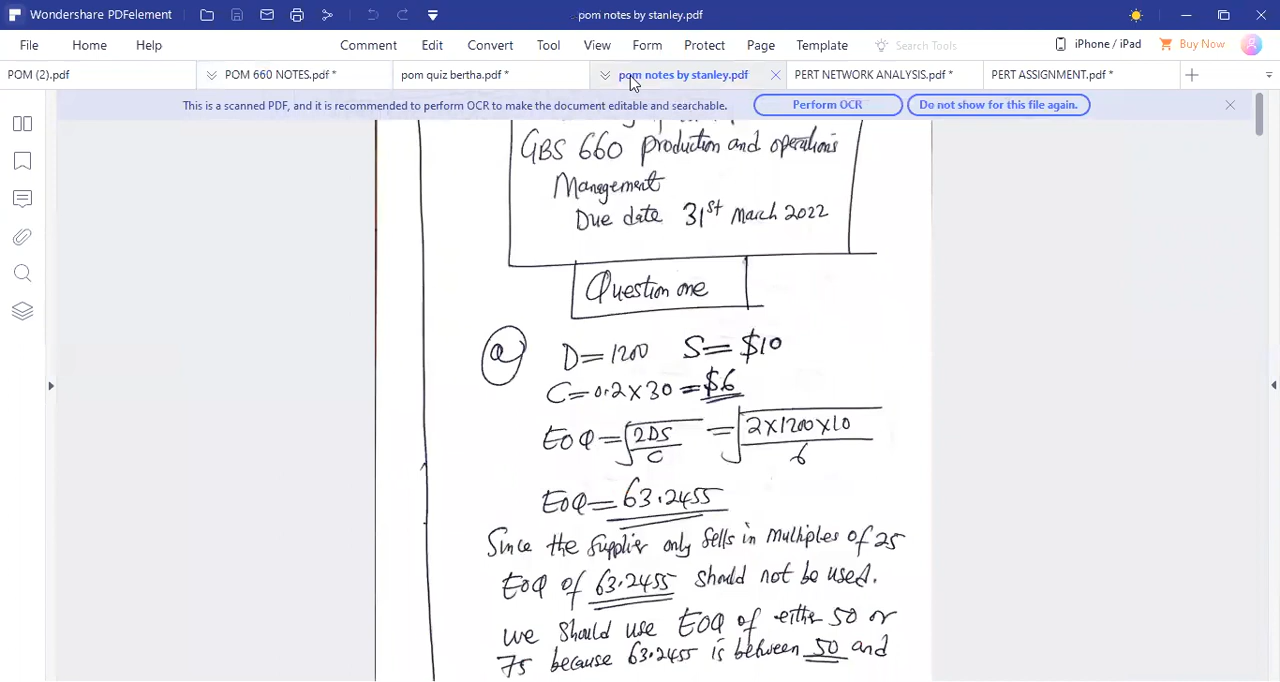 Wondershare PDFelement
pom notes by stanley.pdf
File Home Help Comment Edit Convert Tool View Form Protect Page Template Search Tools iPhone / iPad Buy Now
POM (2).pdf POM 660 NOTES.pdf * pom quiz bertha.pdf * pom notes by stanley.pdf PERT NETWORK ANALYSIS.pdf * PERT ASSIGNMENT.pdf *
This is a scanned PDF, and it is recommended to perform OCR to make the document editable and searchable. Perform OCR Do not show for this file again.
GBS 660 production and operations
Management
Due date 31st March 2022
Question one
(a) D=1200 S=$10
C=0.2×30=$6
EOQ=√2DS/C =√2×1200×10/6
EOQ=63.2455
Since the supplier only sells in multiples of 25
EOQ of 63.2455 should not be used.
we should use EOQ of either 50 or
75 because 63.2455 is between 50 and